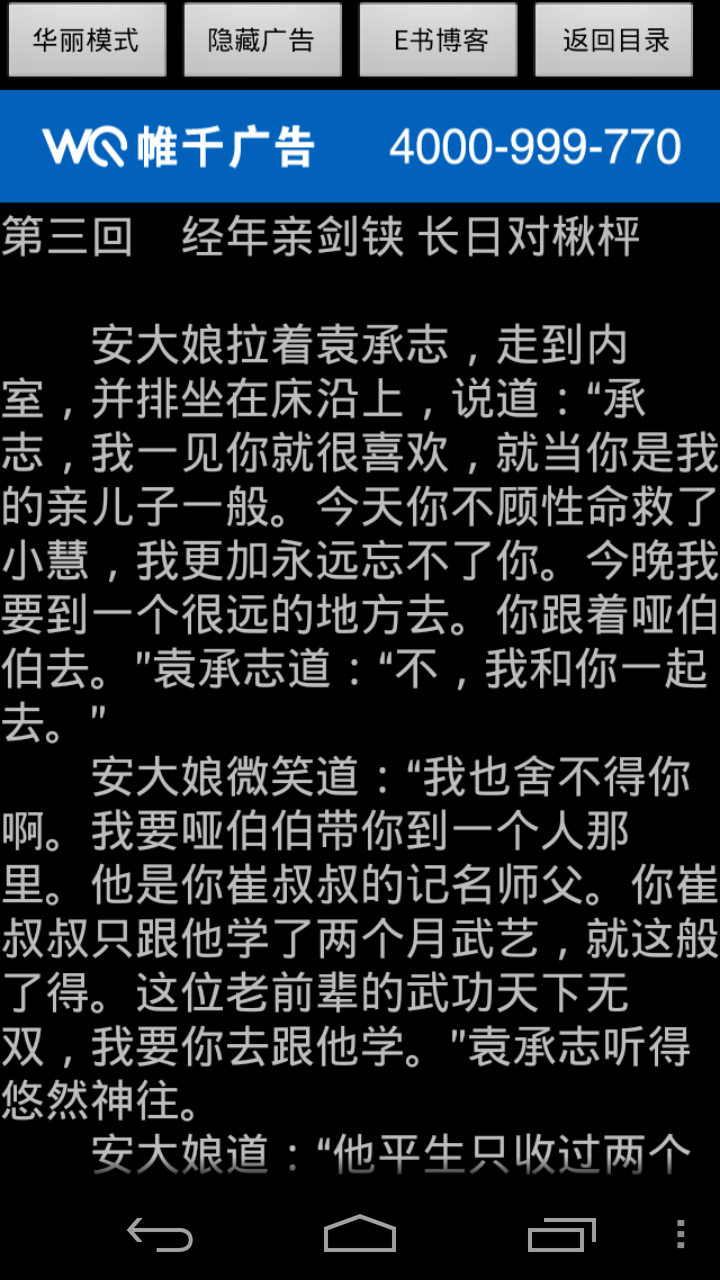 华丽模式 隐藏广告 E书博客 返回目录
WQ 帷千广告 4000-999-770
第三回 经年亲剑铗 长日对楸枰
安大娘拉着袁承志，走到内
室，并排坐在床沿上，说道：“承
志，我一见你就很喜欢，就当你是我
的亲儿子一般。今天你不顾性命救了
小慧，我更加永远忘不了你。今晚我
要到一个很远的地方去。你跟着哑伯
伯去。”袁承志道：“不，我和你一起
去。”
安大娘微笑道：“我也舍不得你
啊。我要哑伯伯带你到一个人那
里。他是你崔叔叔的记名师父。你崔
叔叔只跟他学了两个月武艺，就这般
了得。这位老前辈的武功天下无
双，我要你去跟他学。”袁承志听得
悠然神往。
安大娘道：“他平生只收过两个